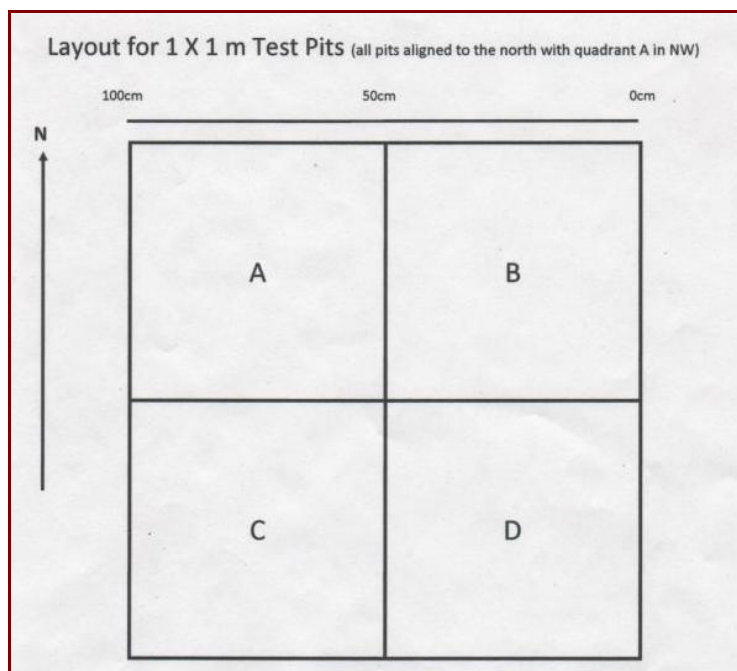 Layout for 1 X 1 m Test Pits (all pits aligned to the north with quadrant A in NW)
100cm 50cm 0cm
N
A B
C D